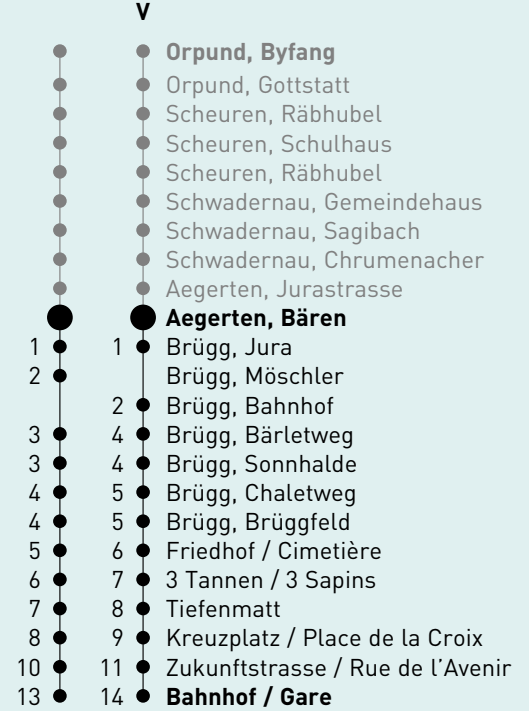 V
Orpund, Byfang
Orpund, Gottstatt
Scheuren, Räbhubel
Scheuren, Schulhaus
Scheuren, Räbhubel
Schwadernau, Gemeindehaus
Schwadernau, Sagibach
Schwadernau, Chrumenacher
Aegerten, Jurastrasse
Aegerten, Bären
1 1 Brügg, Jura
2 Brügg, Möschler
2 Brügg, Bahnhof
3 4 Brügg, Bärletweg
3 4 Brügg, Sonnhalde
4 5 Brügg, Chaletweg
4 5 Brügg, Brüggfeld
5 6 Friedhof / Cimetière
6 7 3 Tannen / 3 Sapins
7 8 Tiefenmatt
8 9 Kreuzplatz / Place de la Croix
10 11 Zukunftstrasse / Rue de l'Avenir
13 14 Bahnhof / Gare